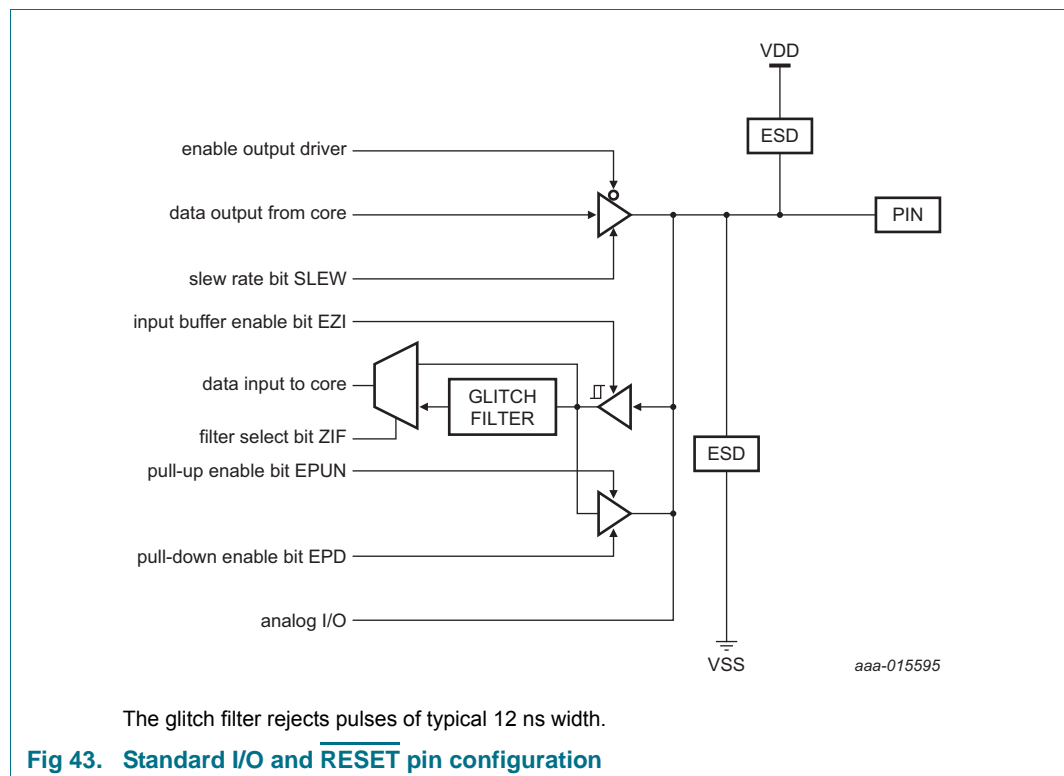 VDD
ESD
enable output driver
data output from core
PIN
slew rate bit SLEW
input buffer enable bit EZI
data input to core
GLITCH
FILTER
filter select bit ZIF
ESD
pull-up enable bit EPUN
pull-down enable bit EPD
analog I/O
VSS
aaa-015595
The glitch filter rejects pulses of typical 12 ns width.
Fig 43. Standard I/O and RESET pin configuration